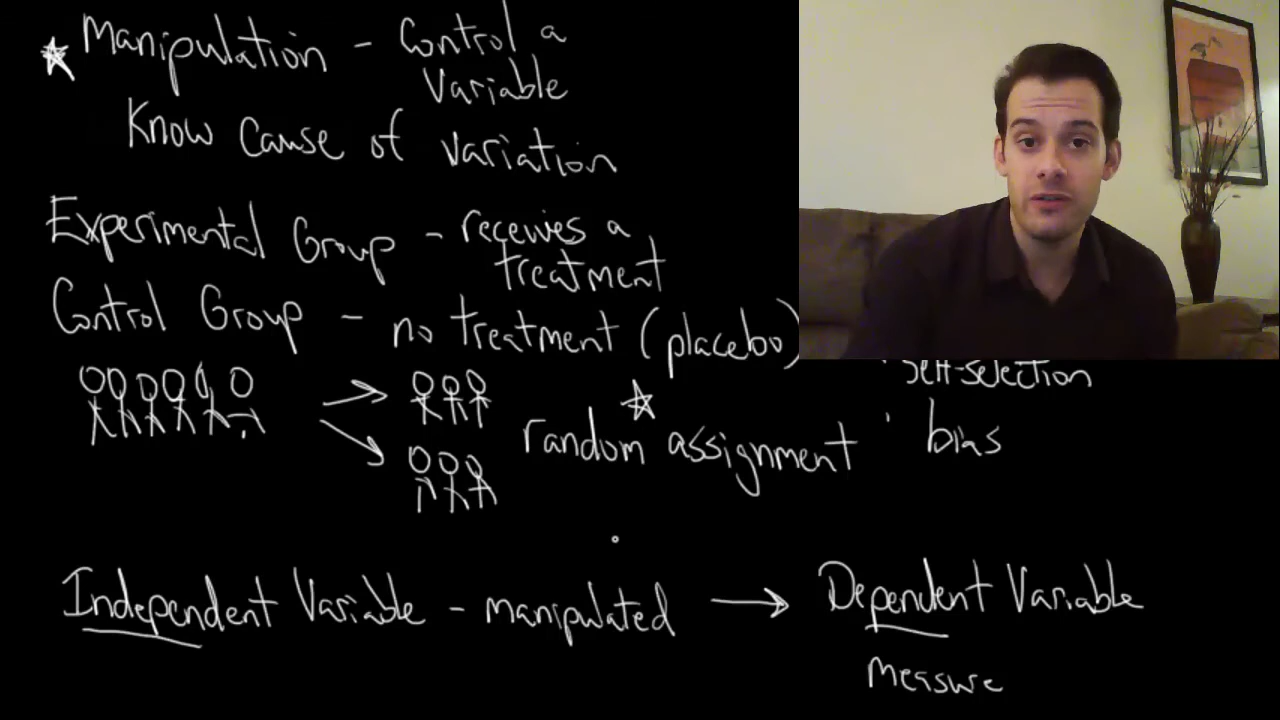 Manipulation - Control a
Variable
Know Cause of variation
Experimental Group - receives a
treatment
Control Group - no treatment (placebo)
self-selection
random assignment
bias
Independent Variable - manipulated → Dependent Variable
measure